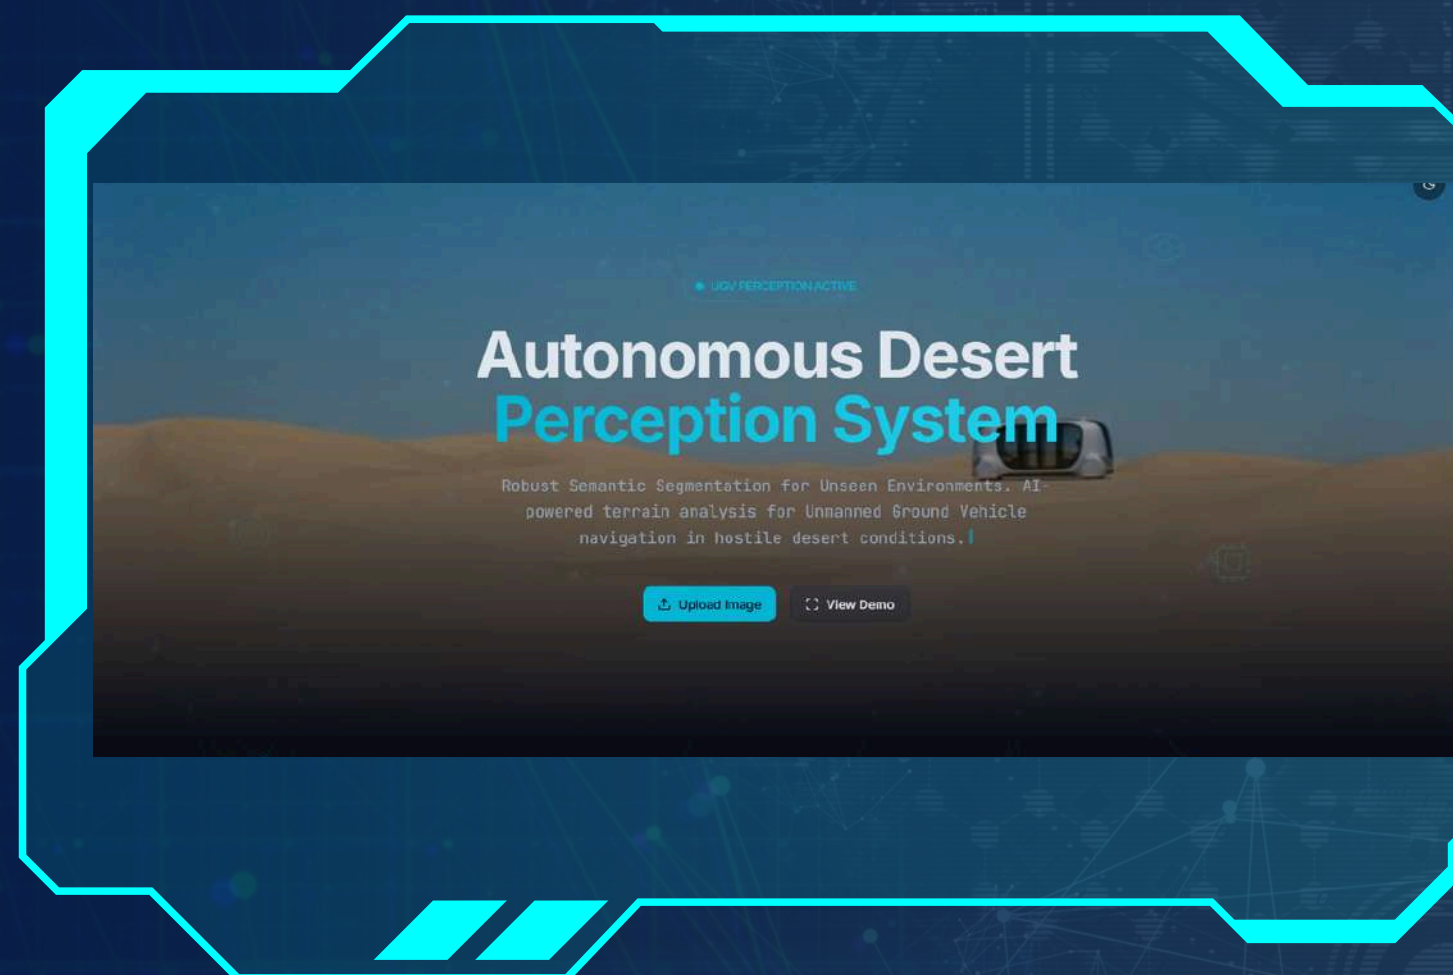 UGV PERCEPTION ACTIVE
Autonomous Desert
Perception System
Robust Semantic Segmentation for Unseen Environments. AI-
powered terrain analysis for Unmanned Ground Vehicle
navigation in hostile desert conditions.
Upload Image
View Demo